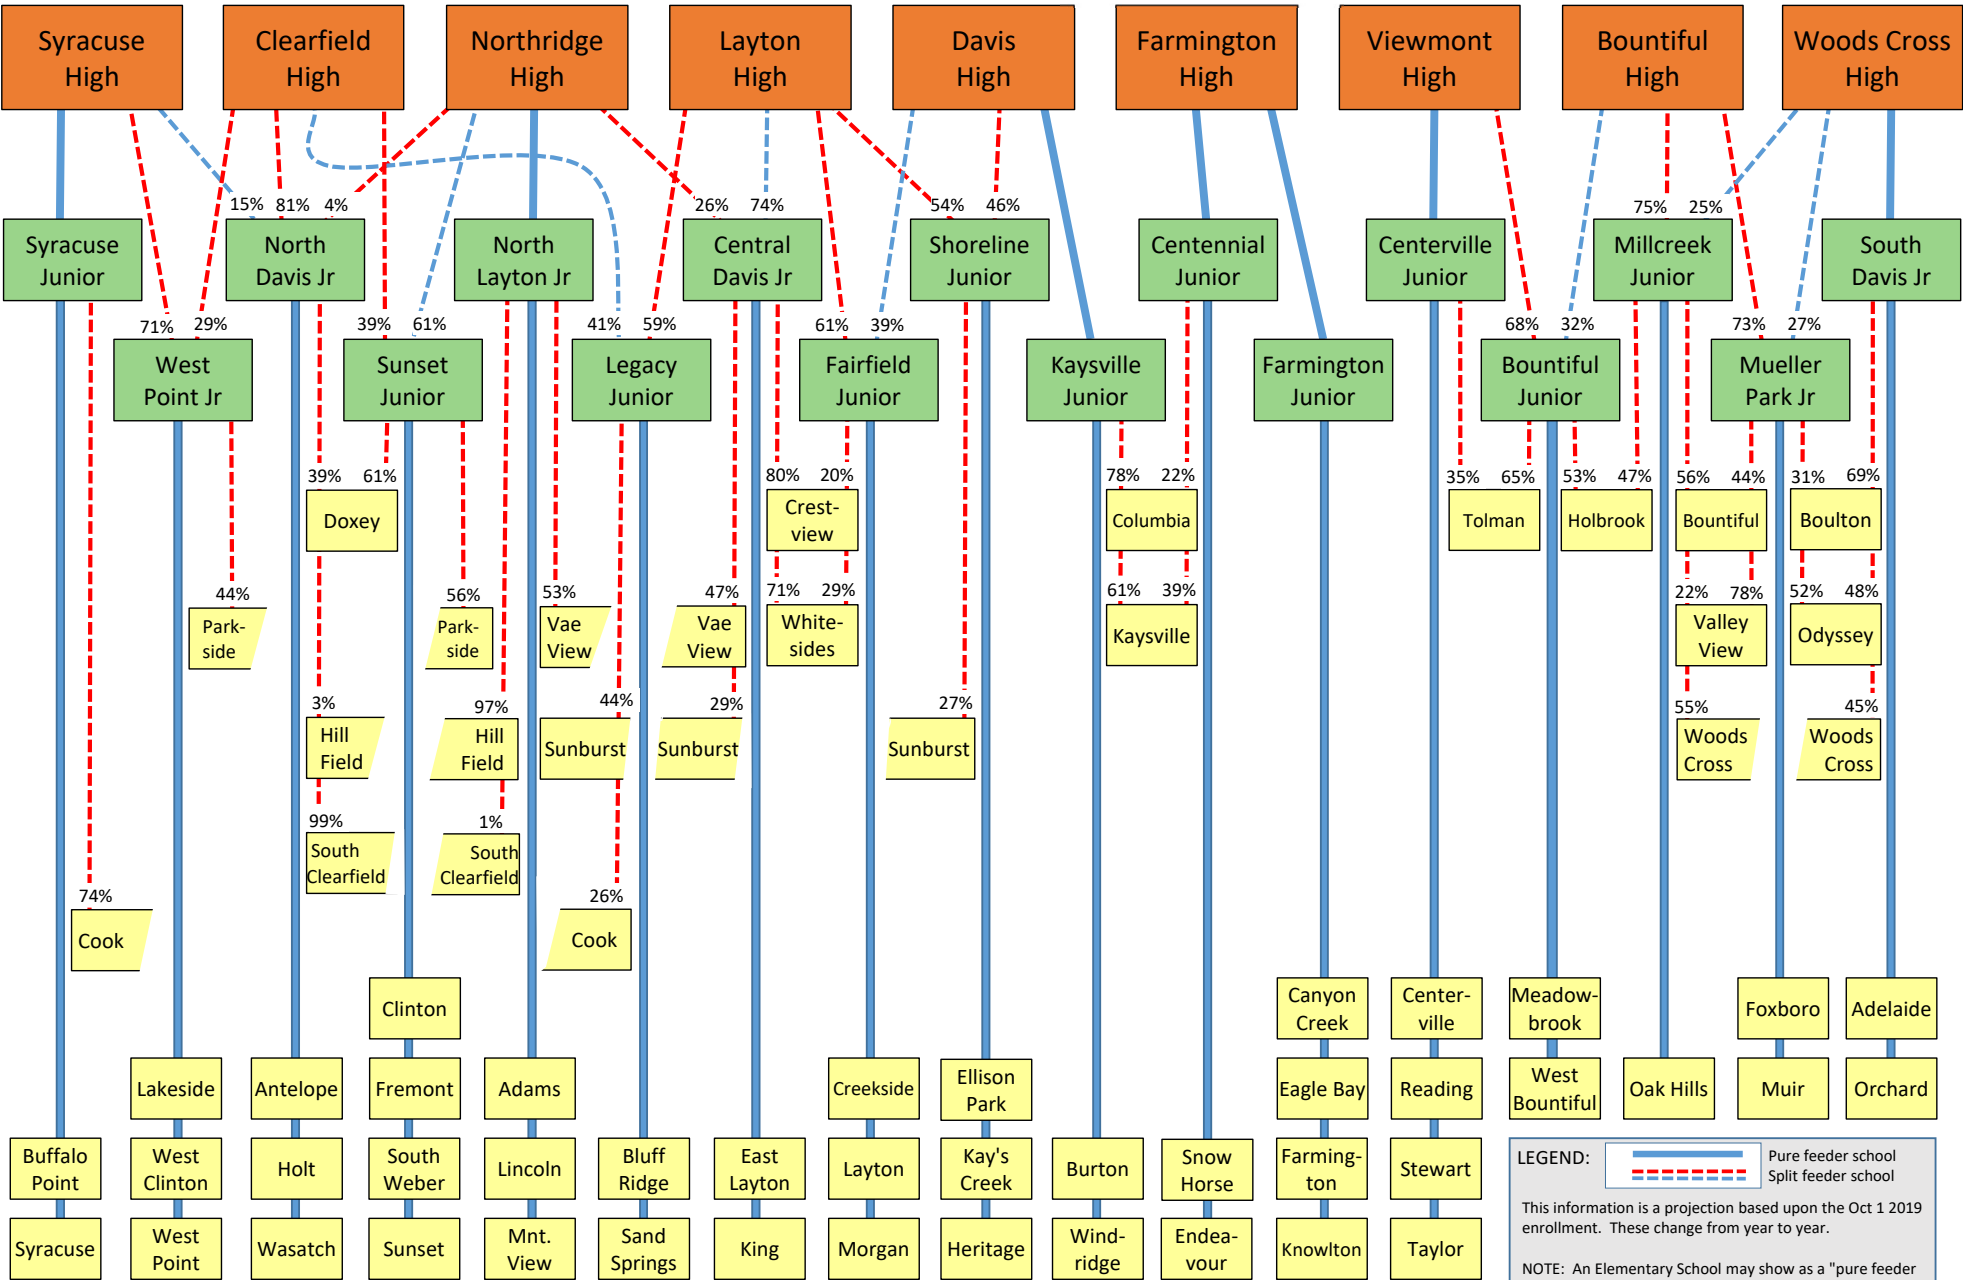 Syracuse
High
Clearfield
High
Northridge
High
Layton
High
Davis
High
Farmington
High
Viewmont
High
Bountiful
High
Woods Cross
High
15% 81% 4%
26% 74%
54% 46%
75% 25%
Syracuse
Junior
North
Davis Jr
North
Layton Jr
Central
Davis Jr
Shoreline
Junior
Centennial
Junior
Centerville
Junior
Millcreek
Junior
South
Davis Jr
71% 29%
39% 61%
41% 59%
61% 39%
68% 32%
73% 27%
West
Point Jr
Sunset
Junior
Legacy
Junior
Fairfield
Junior
Kaysville
Junior
Farmington
Junior
Bountiful
Junior
Mueller
Park Jr
39% 61%
80% 20%
78% 22%
35% 65%
53% 47%
56% 44%
31% 69%
Doxey
Crest-
view
Columbia
Tolman
Holbrook
Bountiful
Boulton
44%
56%
53%
47%
71% 29%
61% 39%
22% 78%
52% 48%
Park-
side
Park-
side
Vae
View
Vae
View
White-
sides
Kaysville
Valley
View
Odyssey
3%
97%
44%
29%
27%
55%
45%
Hill
Field
Hill
Field
Sunburst
Sunburst
Sunburst
Woods
Cross
Woods
Cross
99%
1%
South
Clearfield
South
Clearfield
74%
26%
Cook
Cook
Clinton
Canyon
Creek
Center-
ville
Meadow-
brook
Foxboro
Adelaide
Lakeside
Antelope
Fremont
Adams
Creekside
Ellison
Park
Eagle Bay
Reading
West
Bountiful
Oak Hills
Muir
Orchard
Buffalo
Point
West
Clinton
Holt
South
Weber
Lincoln
Bluff
Ridge
East
Layton
Layton
Kay's
Creek
Burton
Snow
Horse
Farming-
ton
Stewart
Syracuse
West
Point
Wasatch
Sunset
Mnt.
View
Sand
Springs
King
Morgan
Heritage
Wind-
ridge
Endea-
vour
Knowlton
Taylor
LEGEND:
Pure feeder school
Split feeder school
This information is a projection based upon the Oct 1 2019
enrollment. These change from year to year.
NOTE: An Elementary School may show as a "pure feeder